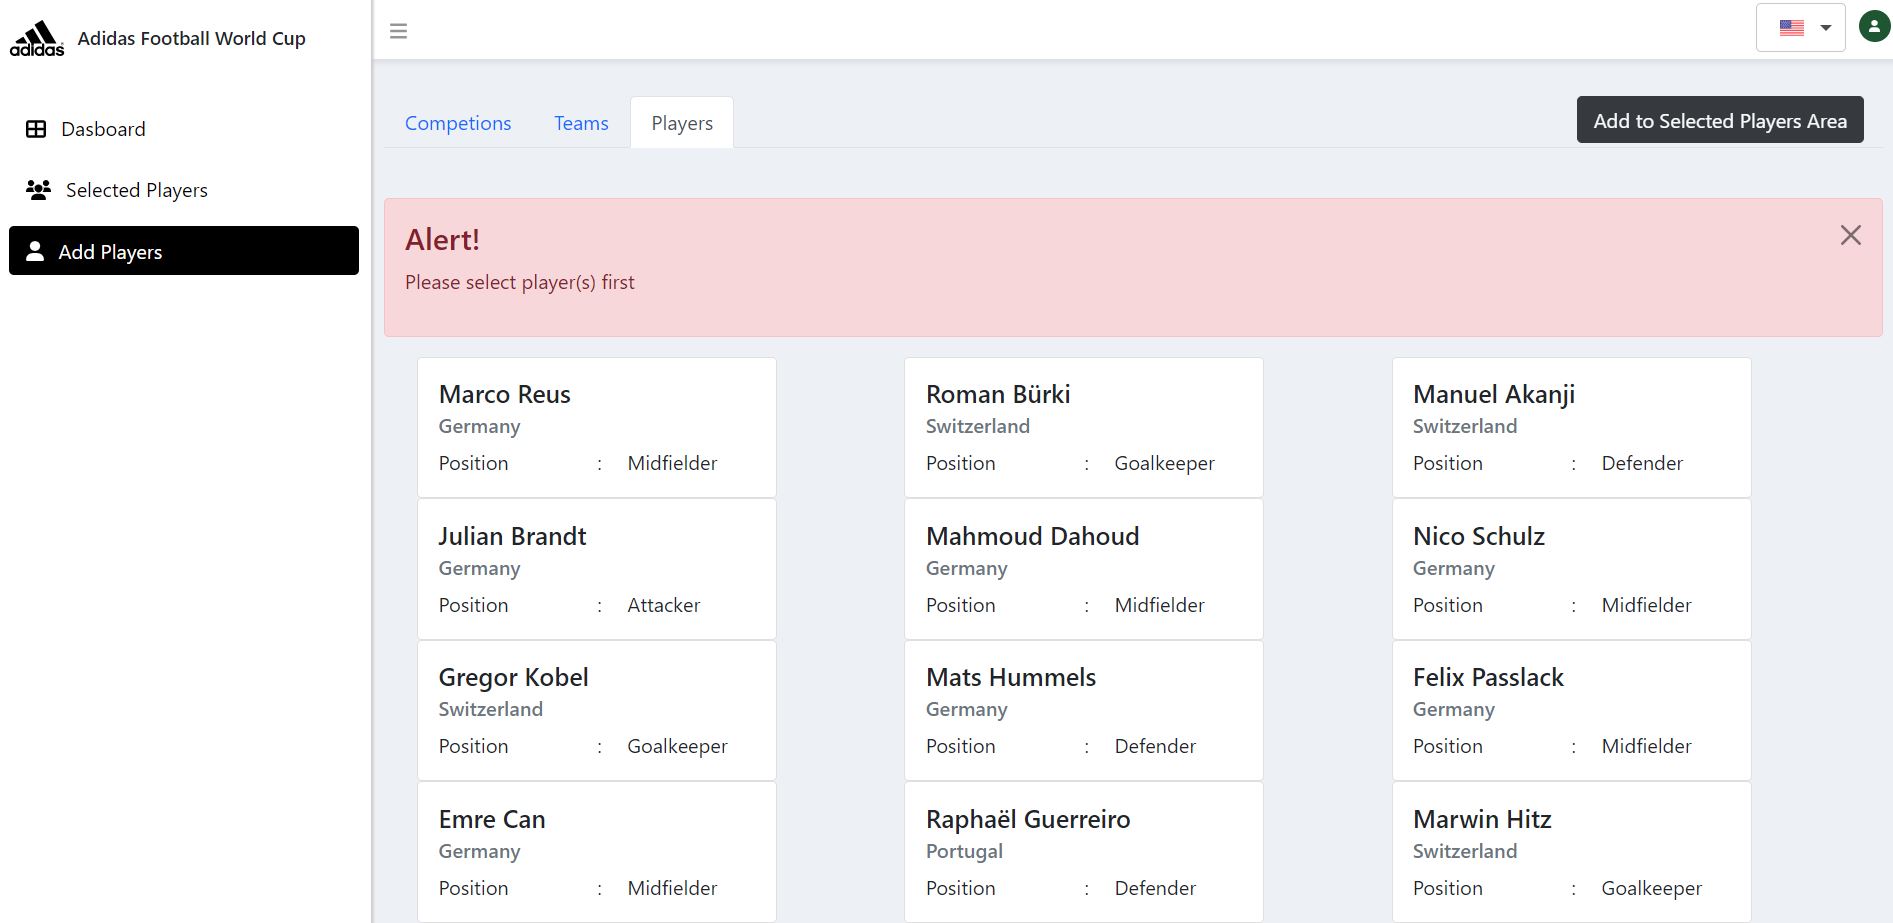 adidas
Adidas Football World Cup
Dasboard
Selected Players
Add Players
Competions
Teams
Players
Add to Selected Players Area
Alert!
Please select player(s) first
Marco Reus
Germany
Position : Midfielder
Roman Bürki
Switzerland
Position : Goalkeeper
Manuel Akanji
Switzerland
Position : Defender
Julian Brandt
Germany
Position : Attacker
Mahmoud Dahoud
Germany
Position : Midfielder
Nico Schulz
Germany
Position : Midfielder
Gregor Kobel
Switzerland
Position : Goalkeeper
Mats Hummels
Germany
Position : Defender
Felix Passlack
Germany
Position : Midfielder
Emre Can
Germany
Position : Midfielder
Raphaël Guerreiro
Portugal
Position : Defender
Marwin Hitz
Switzerland
Position : Goalkeeper